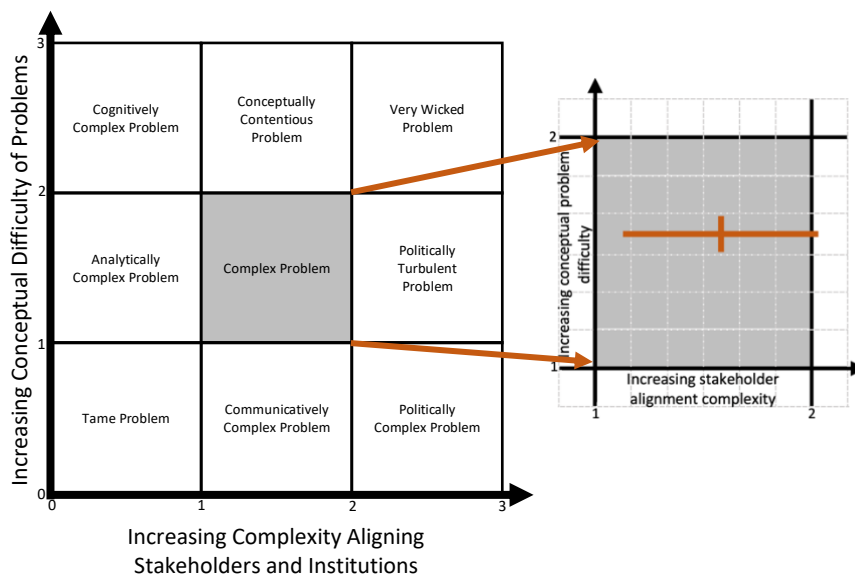 Increasing Conceptual Difficulty of Problems
3
2
1
0
Cognitively
Complex Problem
Conceptually
Contentious
Problem
Very Wicked
Problem
Analytically
Complex Problem
Complex Problem
Politically
Turbulent
Problem
Tame Problem
Communicatively
Complex Problem
Politically
Complex Problem
0
1
2
3
Increasing Complexity Aligning
Stakeholders and Institutions
2
1
Increasing conceptual problem
difficulty
Increasing stakeholder
alignment complexity
1
2